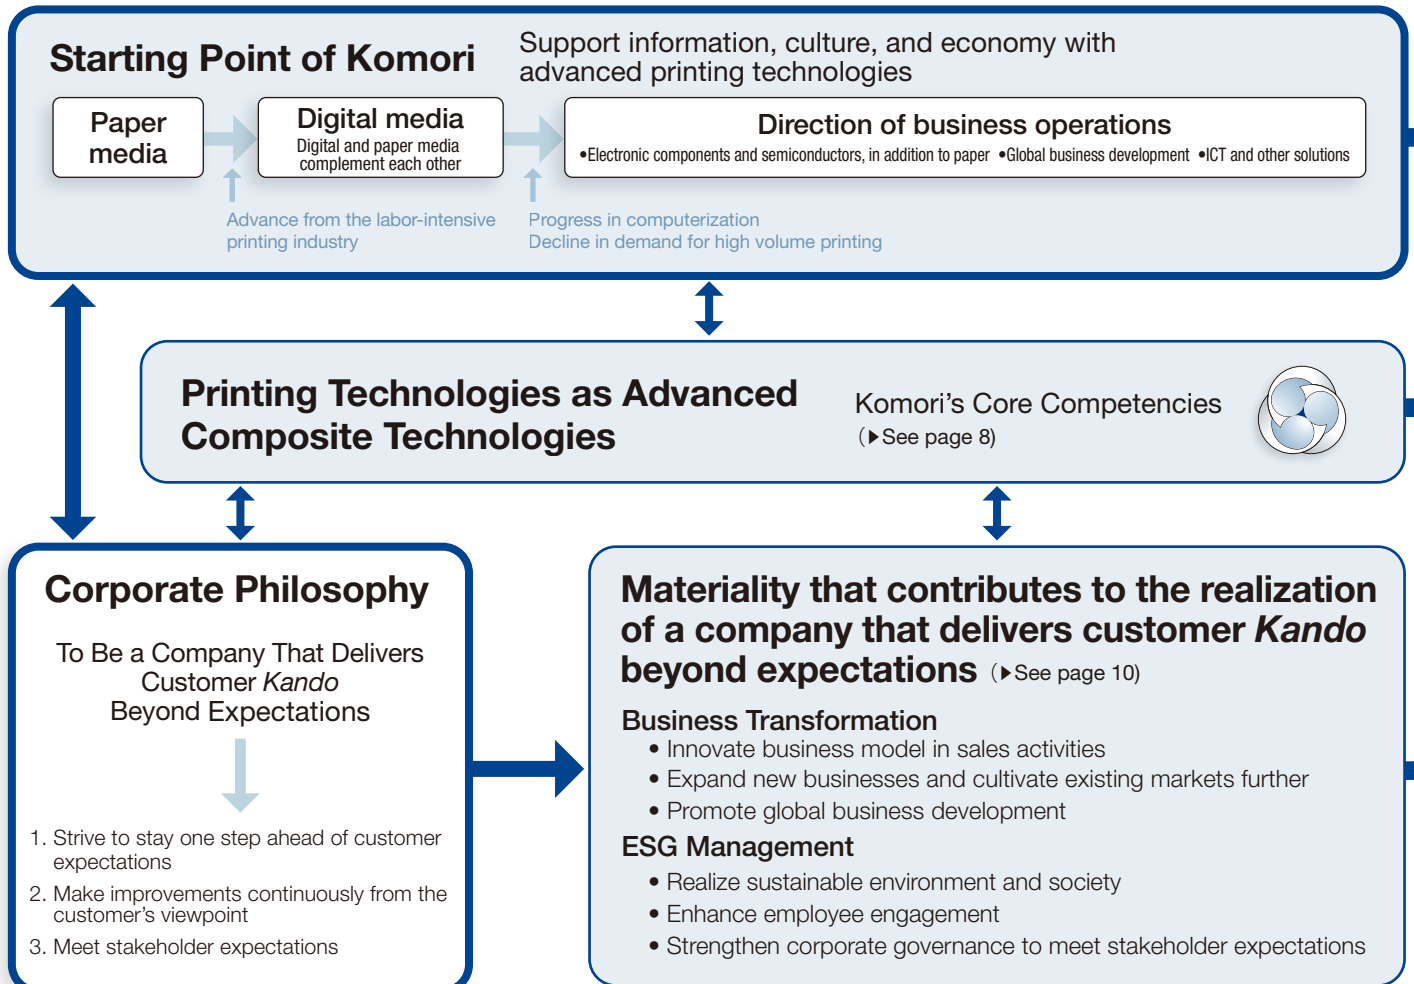 Starting Point of Komori
Support information, culture, and economy with
advanced printing technologies
Paper
media
Digital media
Digital and paper media
complement each other
Direction of business operations
•Electronic components and semiconductors, in addition to paper •Global business development •ICT and other solutions
Advance from the labor-intensive
printing industry
Progress in computerization
Decline in demand for high volume printing
Printing Technologies as Advanced
Composite Technologies
Komori’s Core Competencies
(▶See page 8)
Corporate Philosophy
To Be a Company That Delivers
Customer Kando
Beyond Expectations
1. Strive to stay one step ahead of customer
expectations
2. Make improvements continuously from the
customer’s viewpoint
3. Meet stakeholder expectations
Materiality that contributes to the realization
of a company that delivers customer Kando
beyond expectations (▶See page 10)
Business Transformation
• Innovate business model in sales activities
• Expand new businesses and cultivate existing markets further
• Promote global business development
ESG Management
• Realize sustainable environment and society
• Enhance employee engagement
• Strengthen corporate governance to meet stakeholder expectations